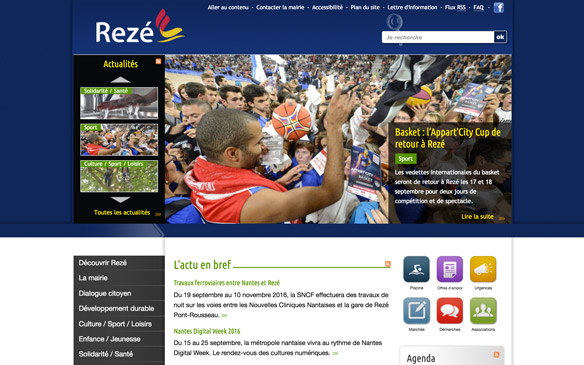 Aller au contenu - Contacter la mairie - Accessibilité - Plan du site - Lettre d'information - Flux RSS - FAQ -
Rezé
Je recherche
ok
Actualités
Solidarité / Santé
Sport
Culture / Sport / Loisirs
Toutes les actualités
Basket : l'Appart'City Cup de
retour à Rezé
Sport
Les vedettes internationales du basket
seront de retour à Rezé les 17 et 18
septembre pour deux jours de
compétition et de spectacle.
Lire la suite
Découvrir Rezé
La mairie
Dialogue citoyen
Développement durable
Culture / Sport / Loisirs
Enfance / Jeunesse
Solidarité / Santé
L'actu en bref
Travaux ferroviaires entre Nantes et Rezé
Du 19 septembre au 10 novembre 2016, la SNCF effectuera des travaux de
nuit sur les voies entre les Nouvelles Cliniques Nantaises et la gare de Rezé
Pont-Rousseau.
Nantes Digital Week 2016
Du 15 au 25 septembre, la métropole nantaise vivra au rythme de Nantes
Digital Week. Le rendez-vous des cultures numériques.
Piscine
Offres d'emploi
Urgences
Marchés
Démarches
Associations
Agenda